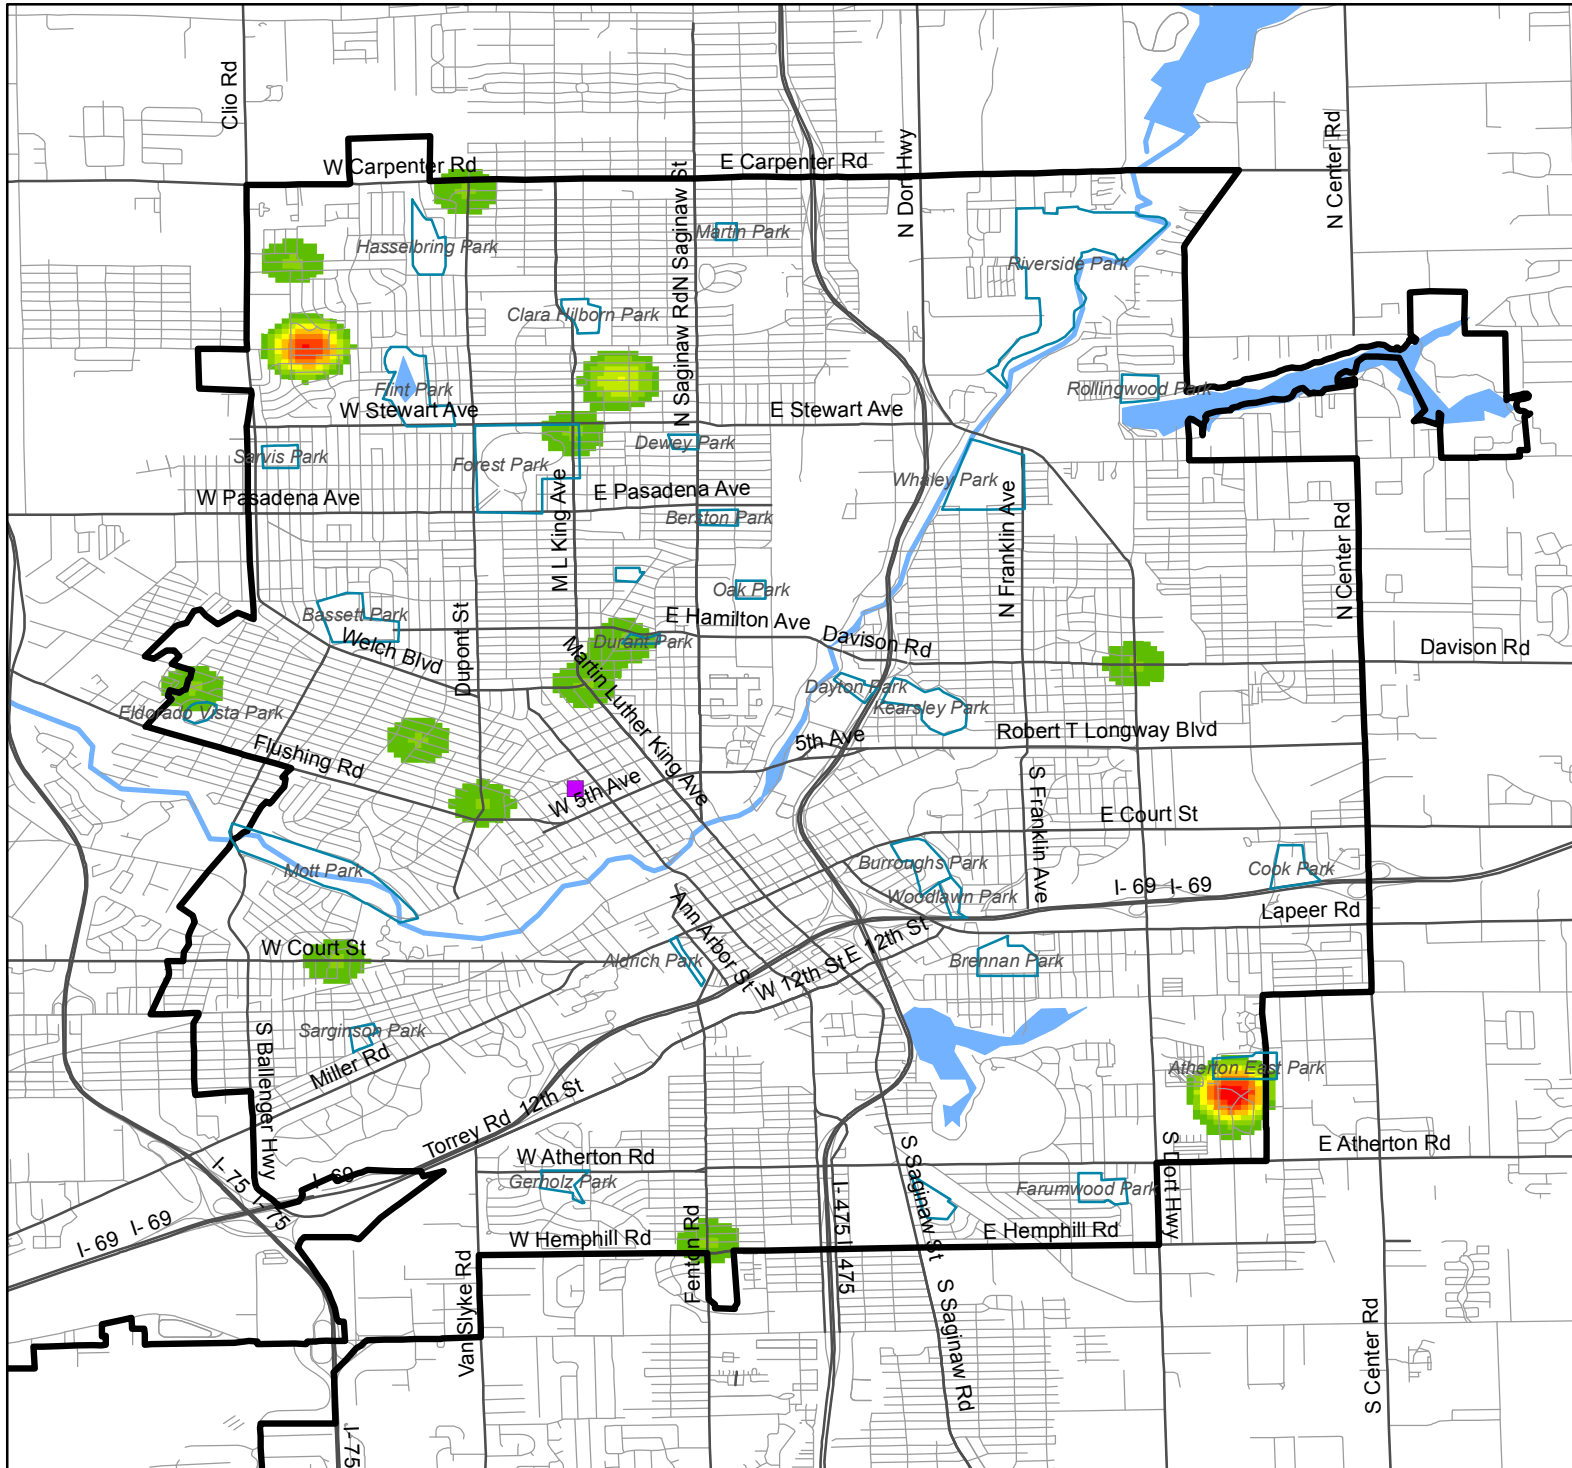 Clio Rd
W Carpenter Rd
E Carpenter Rd
N Saginaw St
N Dort Hwy
N Center Rd
Martin Park
Hasselbring Park
Riverside Park
Clara Hilborn Park
N Saginaw Rd
Flint Park
W Stewart Ave
E Stewart Ave
Rollingwood Park
Sarvis Park
Forest Park
Dewey Park
Whaley Park
W Pasadena Ave
E Pasadena Ave
Berston Park
M L King Ave
N Franklin Ave
N Center Rd
Oak Park
Bassett Park
E Hamilton Ave
Welch Blvd
Durant Park
Davison Rd
Davison Rd
Dupont St
Martin Luther King Ave
Dayton Park
Kearsley Park
Eldorado Vista Park
Flushing Rd
5th Ave
Robert T Longway Blvd
W 5th Ave
S Franklin Ave
E Court St
Mott Park
Burroughs Park
Cook Park
Woodlawn Park
I- 69 I- 69
Lapeer Rd
Ann Arbor St
W Court St
Aldrich Park
E 12th St
W 12th St
Brennan Park
Sarginson Park
S Ballenger Hwy
Miller Rd
Atherton East Park
Torrey Rd
12th St
W Atherton Rd
S Saginaw St
S Dort Hwy
E Atherton Rd
I- 75 I- 75
I- 69
Gerholz Park
Farumwood Park
I- 69 I- 69
W Hemphill Rd
Fenton Rd
I-475
I-475
E Hemphill Rd
Van Slyke Rd
S Saginaw Rd
S Center Rd
I-75